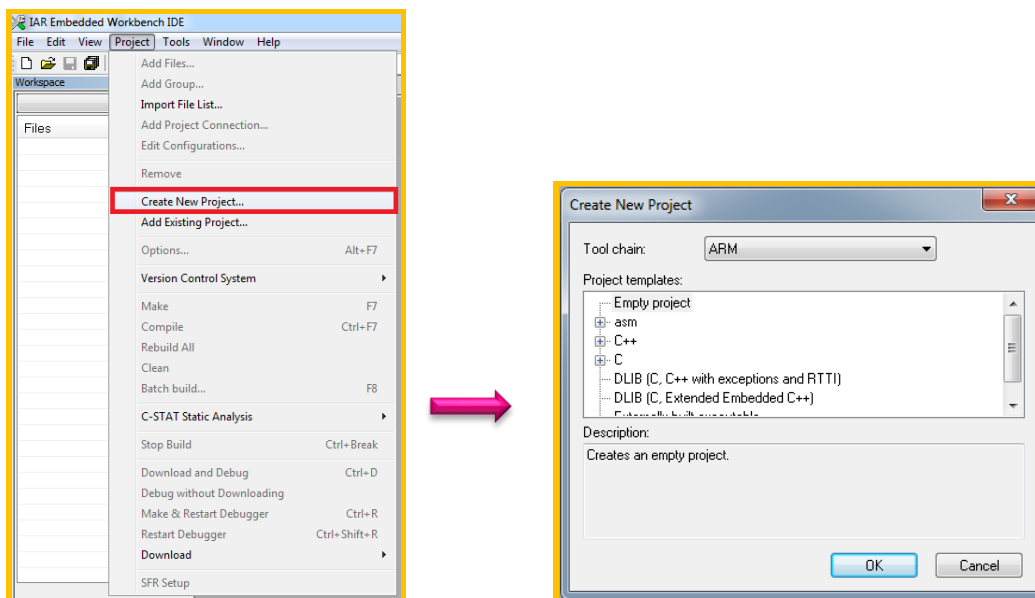 IAR Embedded Workbench IDE
File Edit View Project Tools Window Help
Workspace
Files
Add Files...
Add Group...
Import File List...
Add Project Connection...
Edit Configurations...
Remove
Create New Project...
Add Existing Project...
Options... Alt+F7
Version Control System
Make F7
Compile Ctrl+F7
Rebuild All
Clean
Batch build... F8
C-STAT Static Analysis
Stop Build Ctrl+Break
Download and Debug Ctrl+D
Debug without Downloading
Make & Restart Debugger Ctrl+R
Restart Debugger Ctrl+Shift+R
Download
SFR Setup
Create New Project
Tool chain: ARM
Project templates:
Empty project
asm
C++
C
DLIB (C, C++ with exceptions and RTTI)
DLIB (C, Extended Embedded C++)
Externally built executable
Description:
Creates an empty project.
OK Cancel